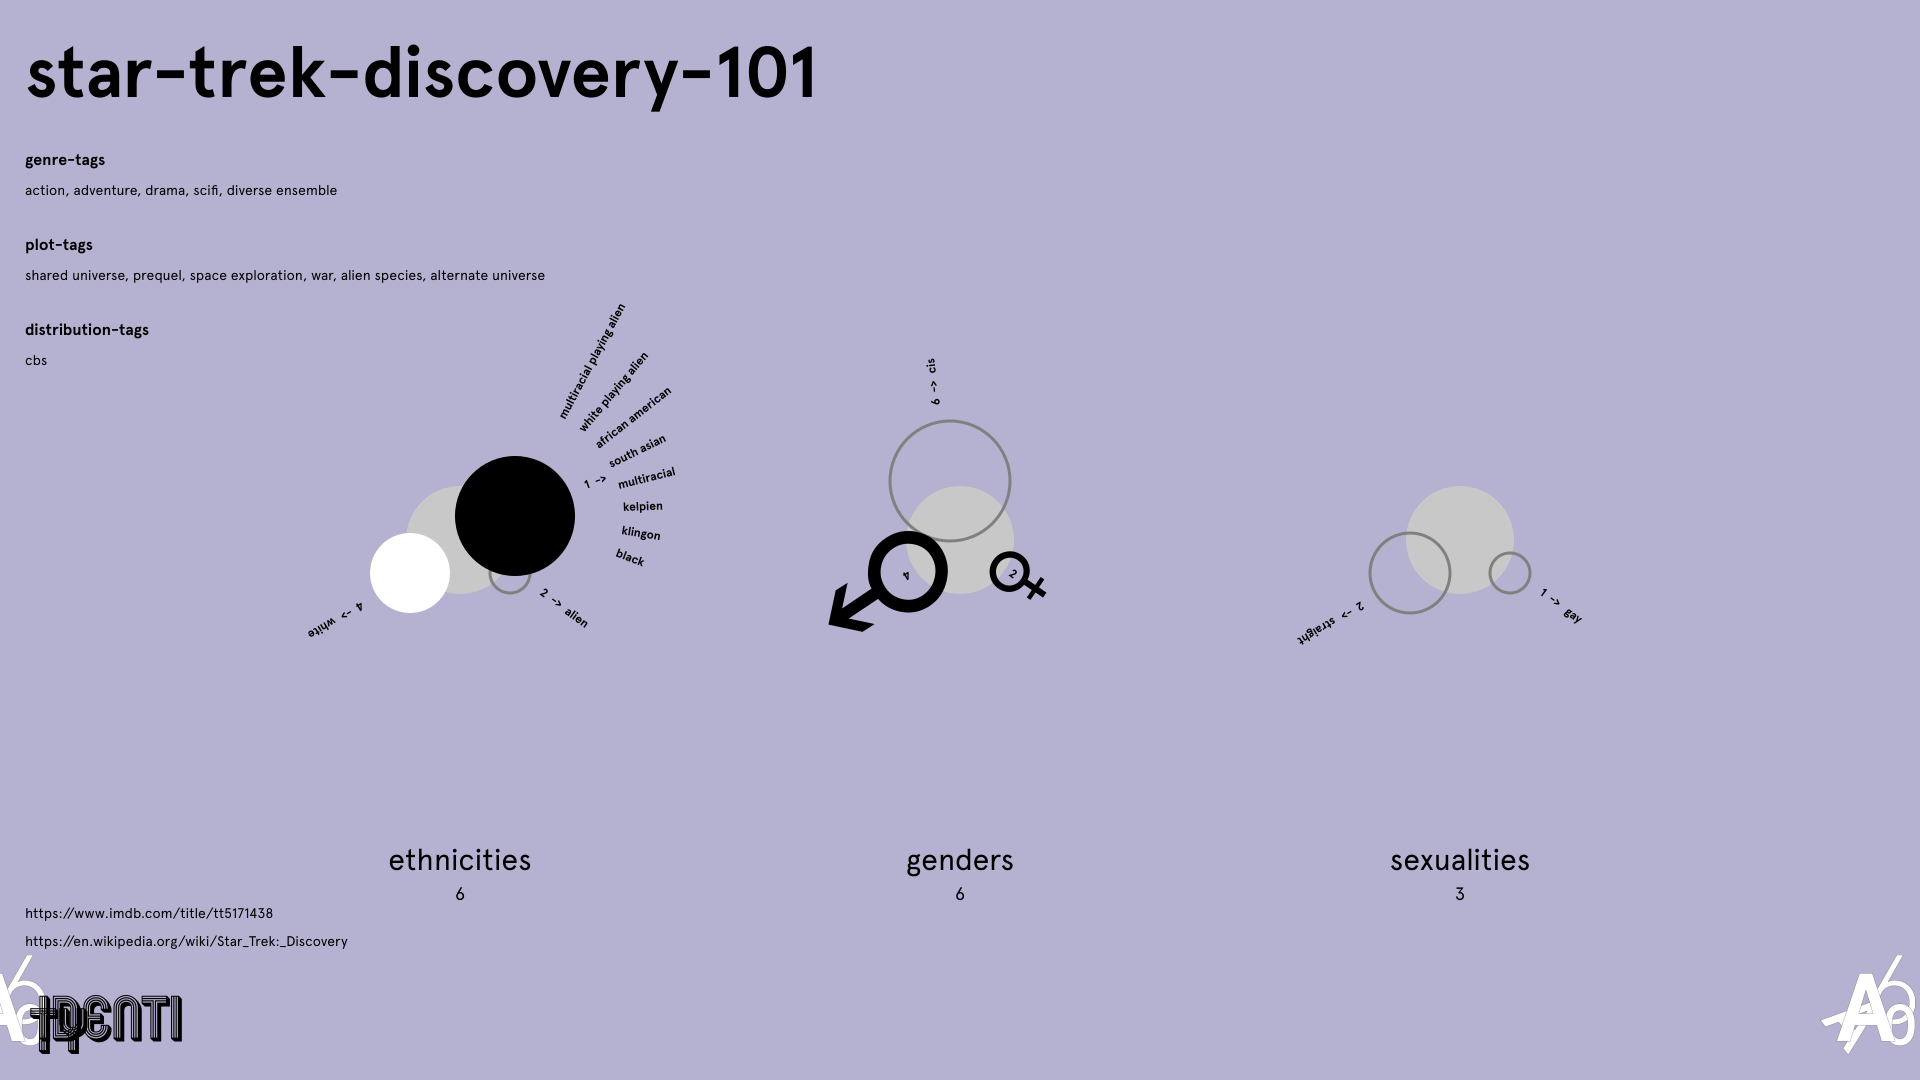 star-trek-discovery-101
genre-tags
action, adventure, drama, scifi, diverse ensemble
plot-tags
shared universe, prequel, space exploration, war, alien species, alternate universe
distribution-tags
cbs
multiracial playing alien
white playing alien
african american
south asian
1 -> multiracial
kelpien
klingon
black
2 -> alien
4 -> white
6 -> cis
4
2
2 -> straight
1 -> gay
ethnicities
6
genders
6
sexualities
3
https://www.imdb.com/title/tt5171438
https://en.wikipedia.org/wiki/Star_Trek:_Discovery
IDENTI